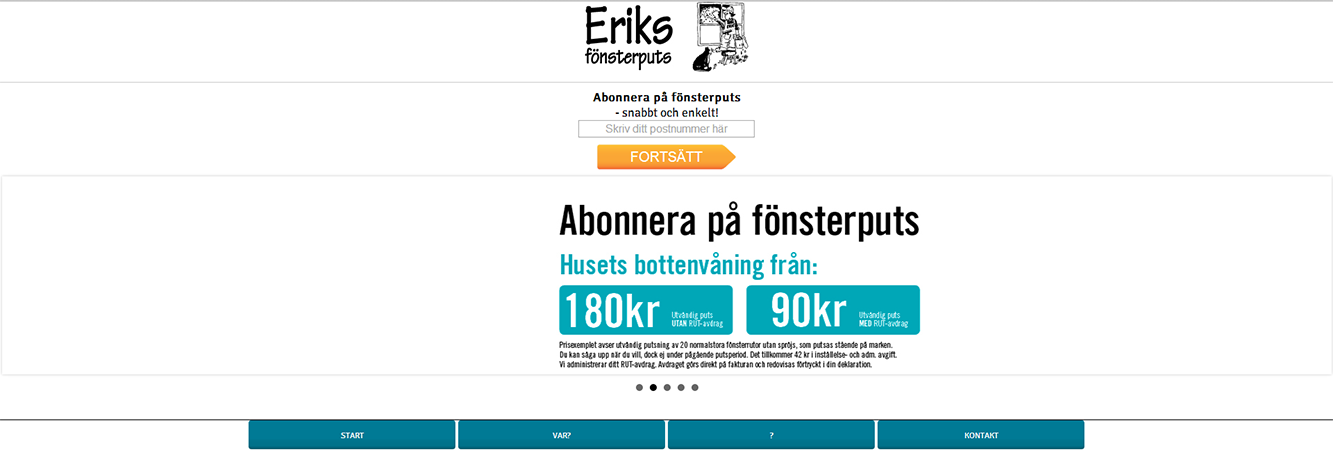 Eriks
fönsterputs
Abonnera på fönsterputs
- snabbt och enkelt!
Skriv ditt postnummer här
FORTSÄTT
Abonnera på fönsterputs
Husets bottenvåning från:
180kr Utvändig puts
UTAN RUT-avdrag
90kr Utvändig puts
MED RUT-avdrag
Prisexemplet avser utvändig putsning av 20 normalstora fönsterrutor utan spröjs, som putsas stående på marken.
Du kan säga upp när du vill, dock ej under pågående putsperiod. Det tillkommer 42 kr i inställelse- och adm. avgift.
Vi administrerar ditt RUT-avdrag. Avdraget görs direkt på fakturan och redovisas förtryckt i din deklaration.
START
VAR?
?
KONTAKT